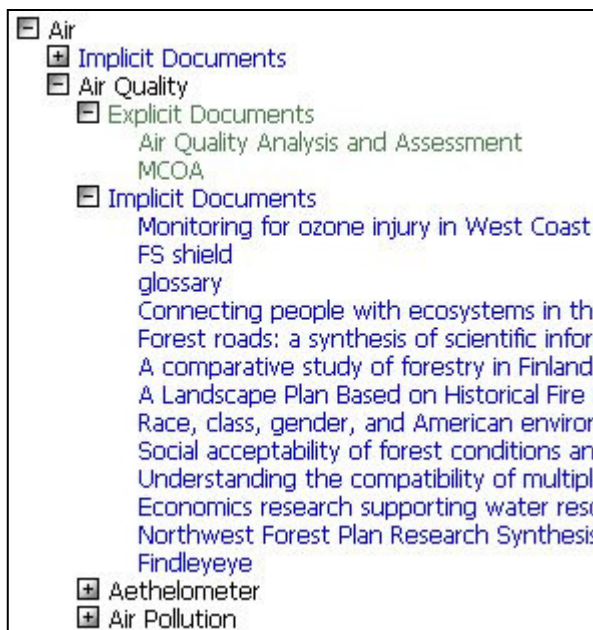 Air
Implicit Documents
Air Quality
Explicit Documents
Air Quality Analysis and Assessment
MCOA
Implicit Documents
Monitoring for ozone injury in West Coast
FS shield
glossary
Connecting people with ecosystems in th
Forest roads: a synthesis of scientific infor
A comparative study of forestry in Finland
A Landscape Plan Based on Historical Fire
Race, class, gender, and American environ
Social acceptability of forest conditions an
Understanding the compatibility of multipl
Economics research supporting water reso
Northwest Forest Plan Research Synthesis
Findleyeye
Aethelometer
Air Pollution